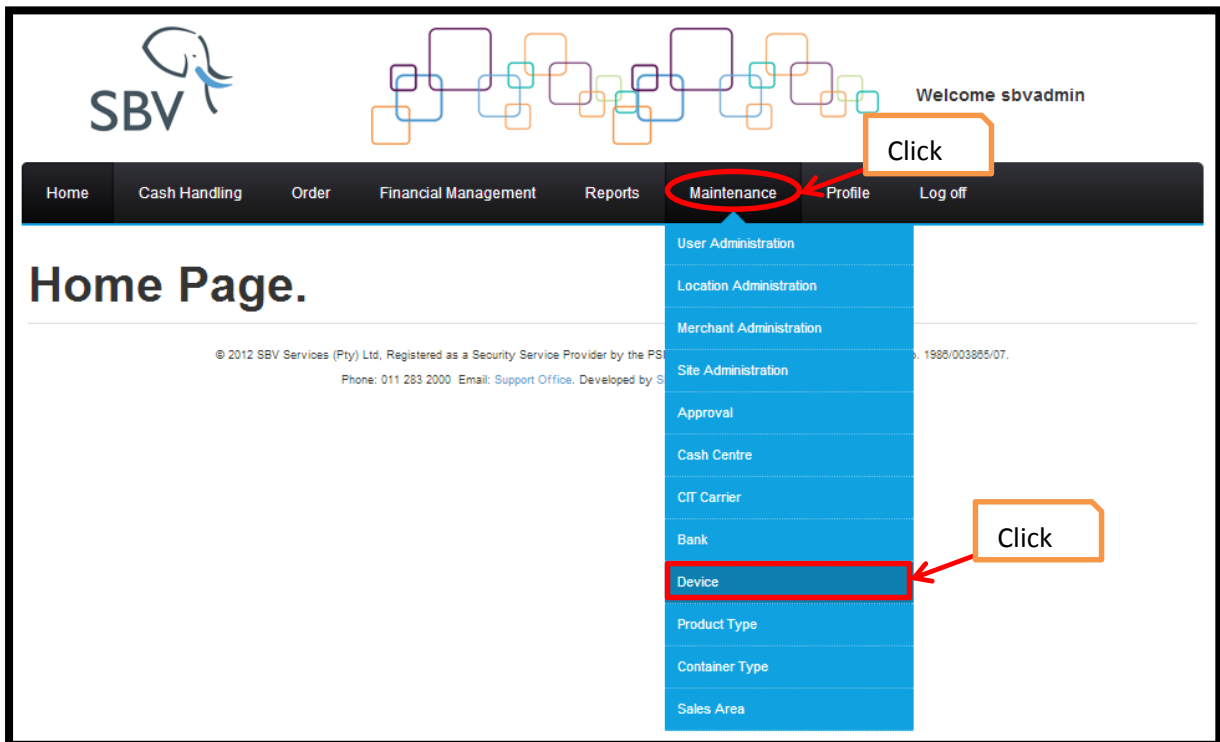 SBV
Welcome sbvadmin
Click
Home Cash Handling Order Financial Management Reports Maintenance Profile Log off
User Administration
Home Page.
Location Administration
Merchant Administration
© 2012 SBV Services (Pty) Ltd, Registered as a Security Service Provider by the PSI . 1986/003865/07.
Site Administration
Phone: 011 283 2000 Email: Support Office. Developed by S
Approval
Cash Centre
CIT Carrier
Bank
Click
Device
Product Type
Container Type
Sales Area